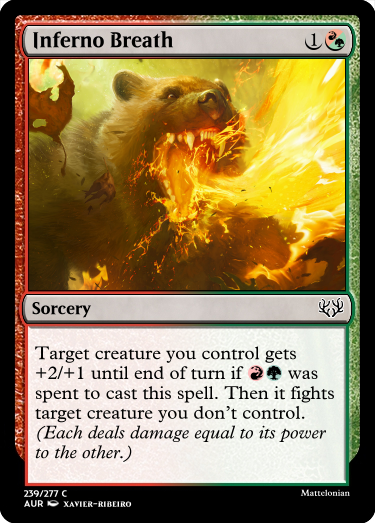 Inferno Breath 1
Sorcery
Target creature you control gets
+2/+1 until end of turn if was
spent to cast this spell. Then it fights
target creature you don't control.
(Each deals damage equal to its power
to the other.)
239/277 C
Mattelonian
AUR XAVIER-RIBEIRO